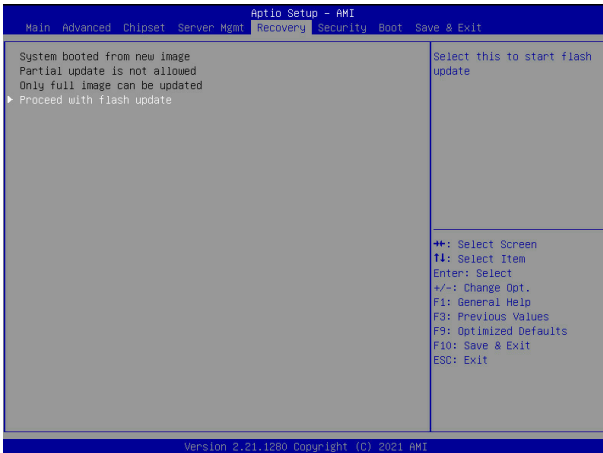 Aptio Setup - AMI
Main Advanced Chipset Server Mgmt Recovery Security Boot Save & Exit
System booted from new image
Partial update is not allowed
Only full image can be updated
Proceed with flash update
Select this to start flash
update
→←: Select Screen
↑↓: Select Item
Enter: Select
+/-: Change Opt.
F1: General Help
F3: Previous Values
F9: Optimized Defaults
F10: Save & Exit
ESC: Exit
Version 2.21.1280 Copyright (C) 2021 AMI